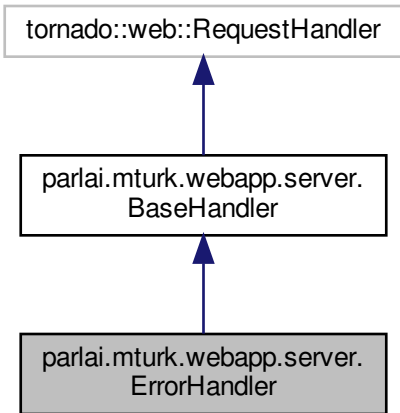 tornado::web::RequestHandler
parlai.mturk.webapp.server.
BaseHandler
parlai.mturk.webapp.server.
ErrorHandler